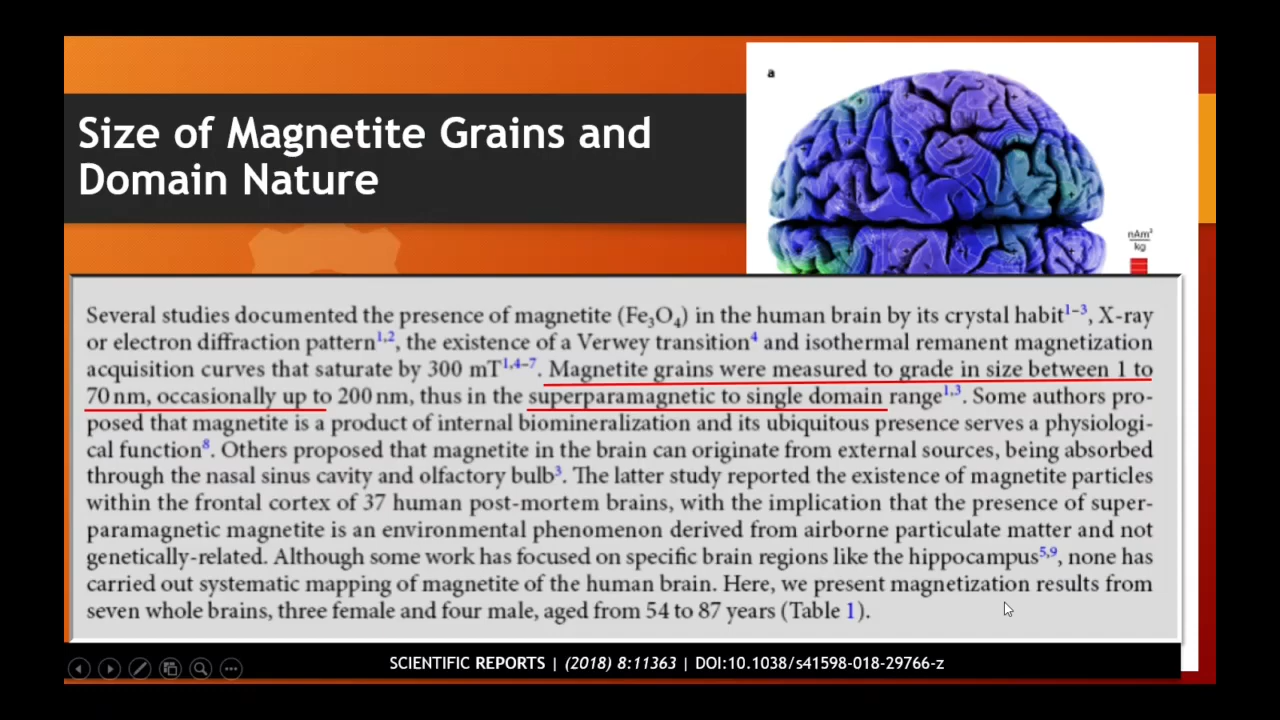 Size of Magnetite Grains and
Domain Nature
a
nAm²
kg
Several studies documented the presence of magnetite (Fe₃O₄) in the human brain by its crystal habit¹⁻³, X-ray
or electron diffraction pattern¹,², the existence of a Verwey transition⁴ and isothermal remanent magnetization
acquisition curves that saturate by 300 mT¹,⁴⁻⁷. Magnetite grains were measured to grade in size between 1 to
70 nm, occasionally up to 200 nm, thus in the superparamagnetic to single domain range¹,³. Some authors pro-
posed that magnetite is a product of internal biomineralization and its ubiquitous presence serves a physiologi-
cal function⁸. Others proposed that magnetite in the brain can originate from external sources, being absorbed
through the nasal sinus cavity and olfactory bulb³. The latter study reported the existence of magnetite particles
within the frontal cortex of 37 human post-mortem brains, with the implication that the presence of super-
paramagnetic magnetite is an environmental phenomenon derived from airborne particulate matter and not
genetically-related. Although some work has focused on specific brain regions like the hippocampus⁵,⁹, none has
carried out systematic mapping of magnetite of the human brain. Here, we present magnetization results from
seven whole brains, three female and four male, aged from 54 to 87 years (Table 1).
SCIENTIFIC REPORTS | (2018) 8:11363 | DOI:10.1038/s41598-018-29766-z